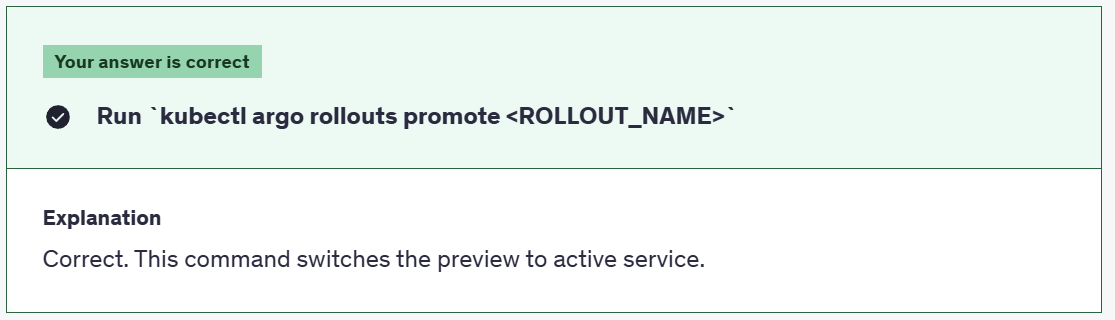 Your answer is correct
Run `kubectl argo rollouts promote <ROLLOUT_NAME>`
Explanation
Correct. This command switches the preview to active service.